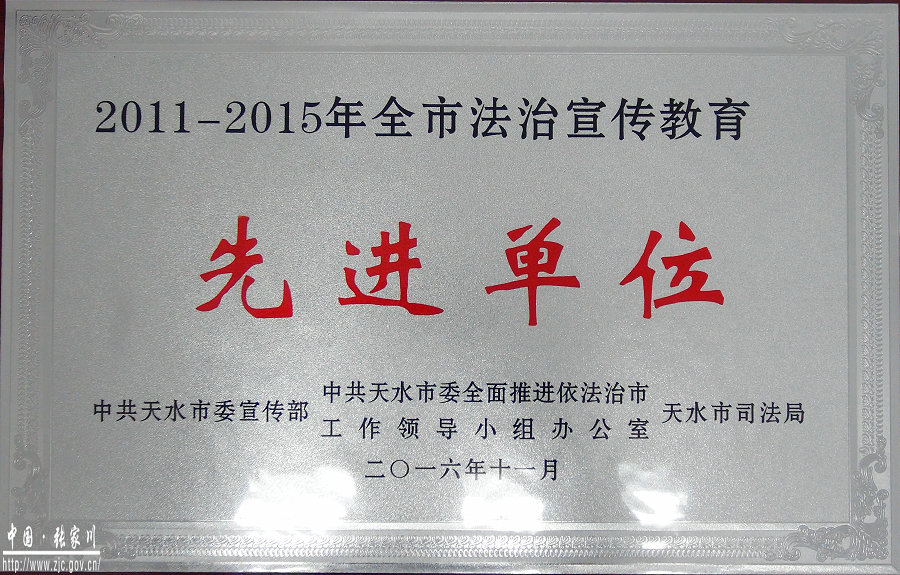 2011-2015年全市法治宣传教育
先进单位
中共天水市委宣传部
中共天水市委全面推进依法治市
工作领导小组办公室
天水市司法局
二〇一六年十一月
中国·张家川
http://www.zjc.gov.cn/